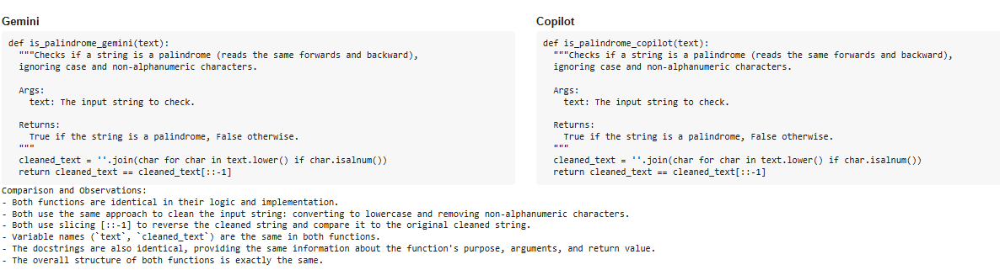 Gemini
def is_palindrome_gemini(text):
"""Checks if a string is a palindrome (reads the same forwards and backward),
ignoring case and non-alphanumeric characters.
Args:
text: The input string to check.
Returns:
True if the string is a palindrome, False otherwise.
"""
cleaned_text = ''.join(char for char in text.lower() if char.isalnum())
return cleaned_text == cleaned_text[::-1]
Copilot
def is_palindrome_copilot(text):
"""Checks if a string is a palindrome (reads the same forwards and backward),
ignoring case and non-alphanumeric characters.
Args:
text: The input string to check.
Returns:
True if the string is a palindrome, False otherwise.
"""
cleaned_text = ''.join(char for char in text.lower() if char.isalnum())
return cleaned_text == cleaned_text[::-1]
Comparison and Observations:
- Both functions are identical in their logic and implementation.
- Both use the same approach to clean the input string: converting to lowercase and removing non-alphanumeric characters.
- Both use slicing [::-1] to reverse the cleaned string and compare it to the original cleaned string.
- Variable names (`text`, `cleaned_text`) are the same in both functions.
- The docstrings are also identical, providing the same information about the function's purpose, arguments, and return value.
- The overall structure of both functions is exactly the same.